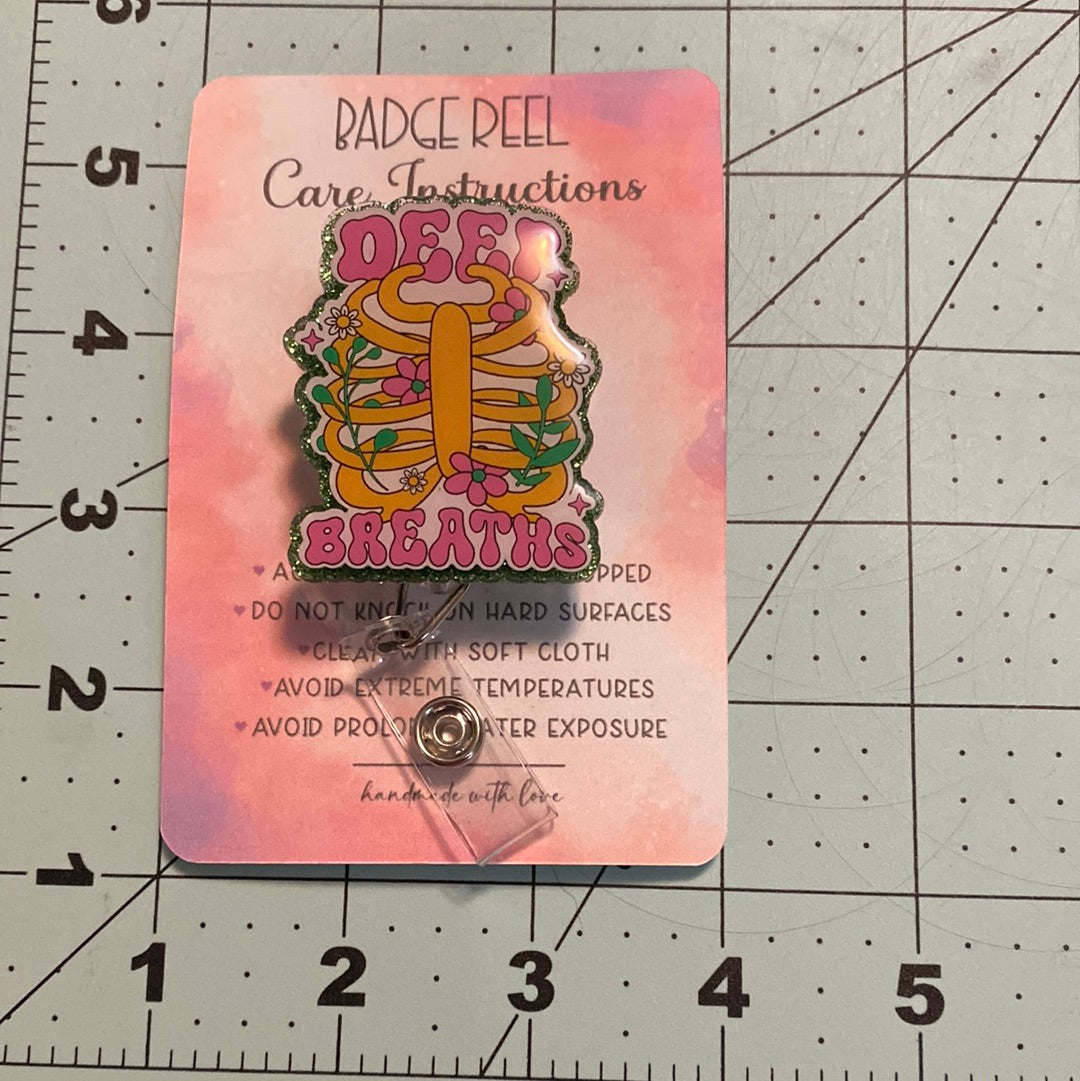 BADGE REEL
Care Instructions
DEEP
BREATHS
DO NOT KNOCK ON HARD SURFACES
CLEAN WITH SOFT CLOTH
AVOID EXTREME TEMPERATURES
AVOID WATER EXPOSURE
handmade with love
6
5
4
3
2
1
1 2 3 4 5